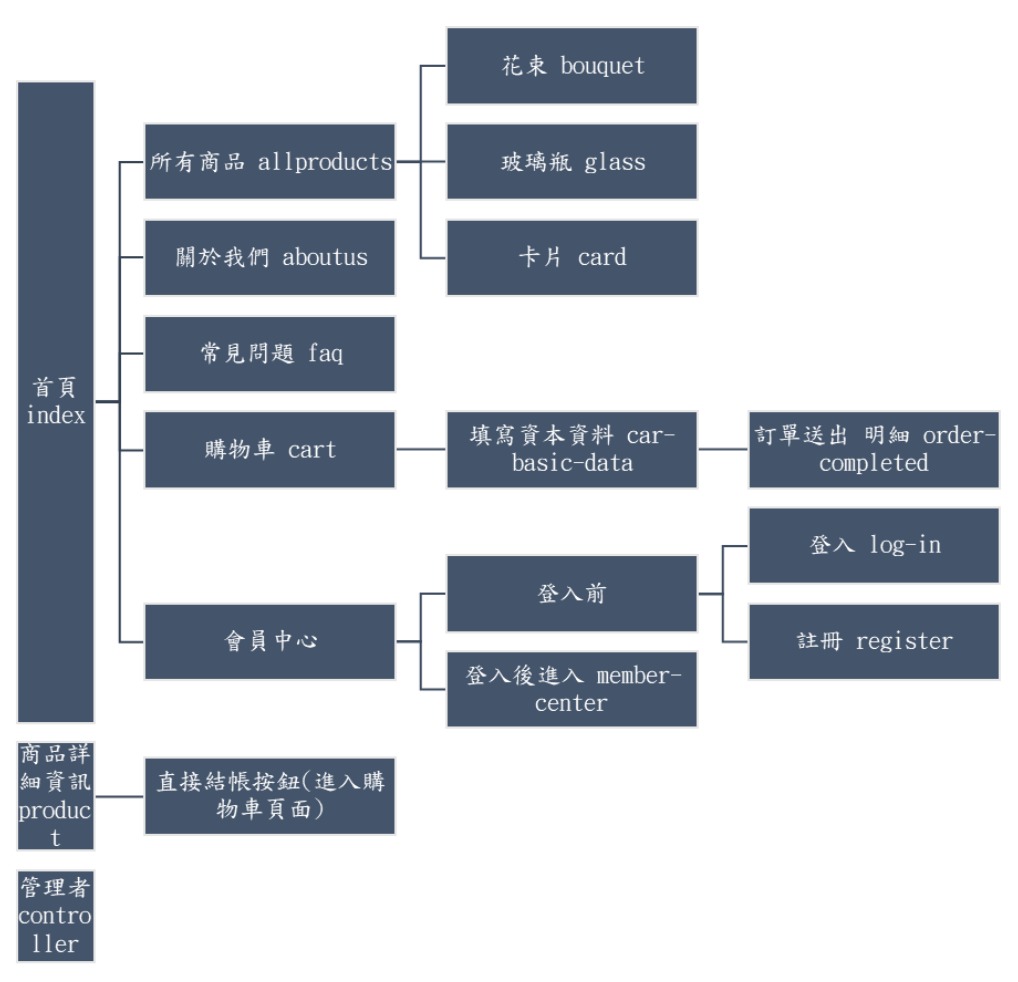 花束 bouquet
所有商品 allproducts
玻璃瓶 glass
關於我們 aboutus
卡片 card
常見問題 faq
首頁
index
購物車 cart
填寫資本資料 car-
basic-data
訂單送出 明細 order-
completed
登入 log-in
登入前
會員中心
註冊 register
登入後進入 member-
center
商品詳
細資訊
produc
t
直接結帳按鈕(進入購
物車頁面)
管理者
contro
ller